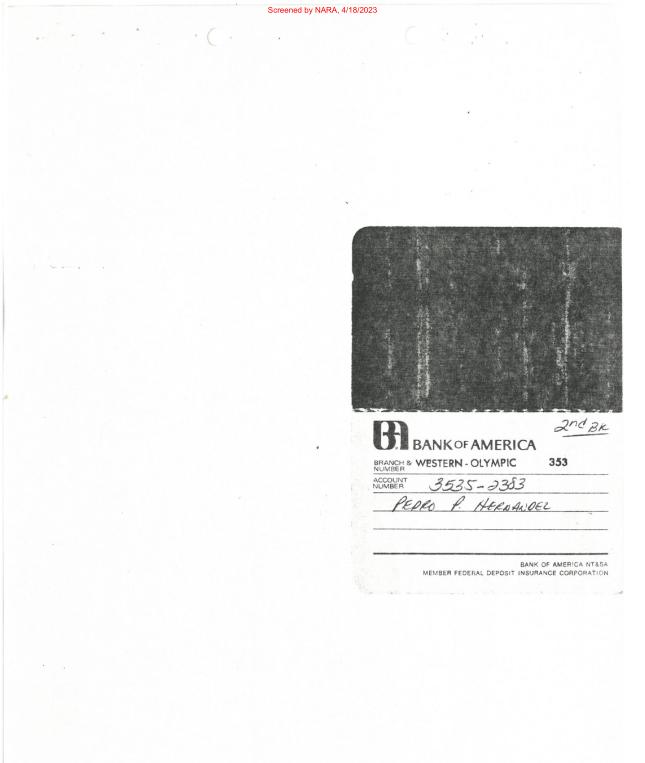 Screened by NARA, 4/18/2023
2nd BK
BANK OF AMERICA
BRANCH & NUMBER WESTERN - OLYMPIC 353
ACCOUNT NUMBER 3535-2383
PEDRO P. HERNANDEZ
BANK OF AMERICA NT&SA
MEMBER FEDERAL DEPOSIT INSURANCE CORPORATION